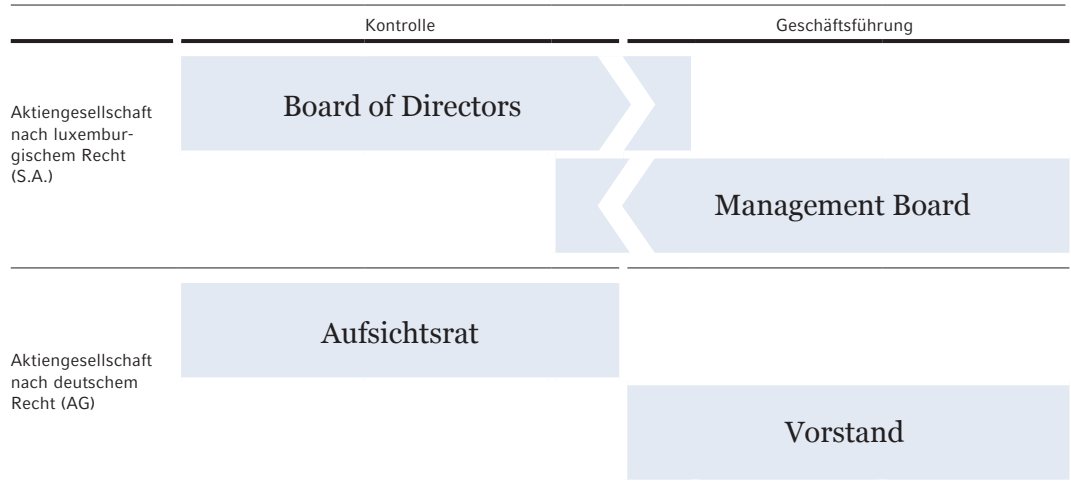 Kontrolle
Geschäftsführung
Aktiengesellschaft
nach luxembur-
gischem Recht
(S.A.)
Board of Directors
Management Board
Aktiengesellschaft
nach deutschem
Recht (AG)
Aufsichtsrat
Vorstand